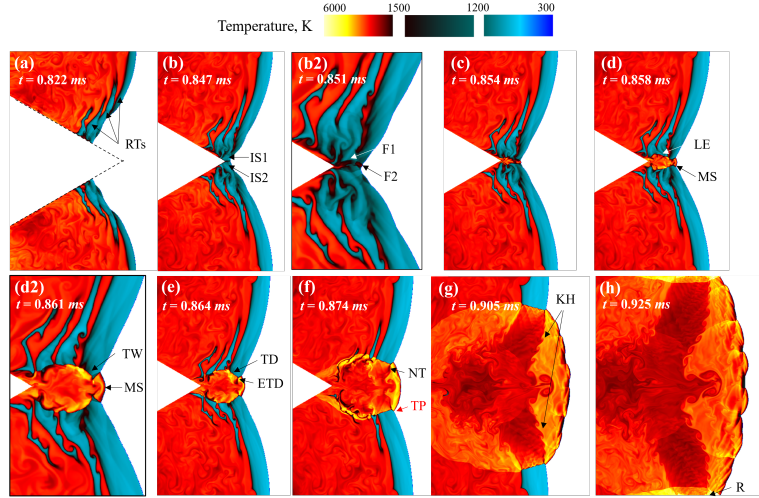 6000 1500 1200 300
Temperature, K
(a)
t = 0.822 ms
RTs
(b)
t = 0.847 ms
IS1
IS2
(b2)
t = 0.851 ms
F1
F2
(c)
t = 0.854 ms
(d)
t = 0.858 ms
LE
MS
(d2)
t = 0.861 ms
TW
MS
(e)
t = 0.864 ms
TD
ETD
(f)
t = 0.874 ms
NT
TP
(g)
t = 0.905 ms
KH
(h)
t = 0.925 ms
R